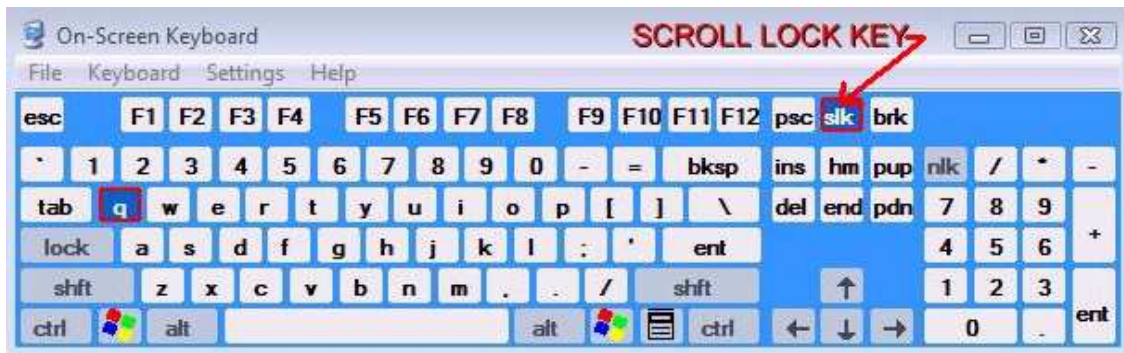 On-Screen Keyboard SCROLL LOCK KEY
File Keyboard Settings Help
esc F1 F2 F3 F4 F5 F6 F7 F8 F9 F10 F11 F12 psc slk brk
` 1 2 3 4 5 6 7 8 9 0 - = bksp ins hm pup nlk / * -
tab q w e r t y u i o p [ ] \ del end pdn 7 8 9 +
lock a s d f g h j k l ; ' ent 4 5 6
shft z x c v b n m , . / shft ↑ 1 2 3 ent
ctrl alt alt ctrl ← ↓ → 0 .